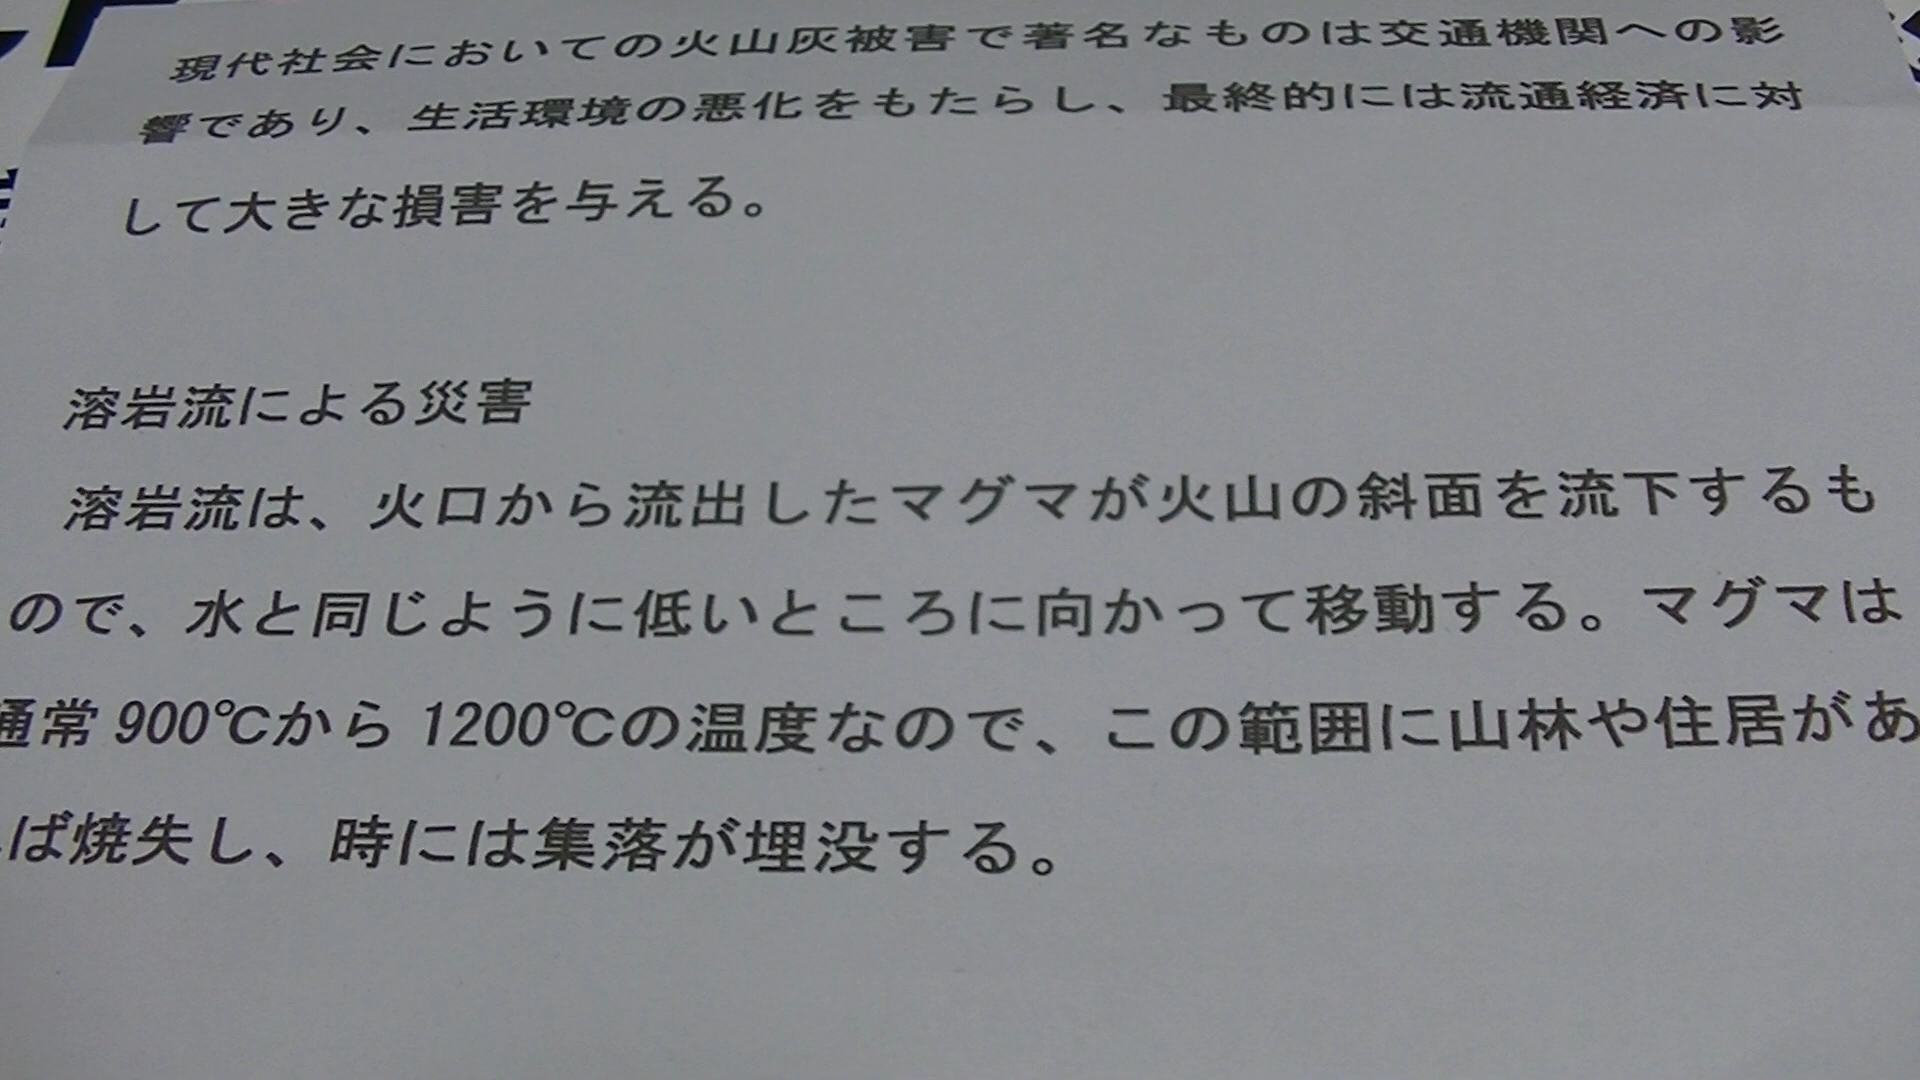 現代社会においての火山灰被害で著名なものは交通機関への影
響であり、生活環境の悪化をもたらし、最終的には流通経済に対
して大きな損害を与える。
溶岩流による災害
溶岩流は、火口から流出したマグマが火山の斜面を流下するも
ので、水と同じように低いところに向かって移動する。マグマは
通常900℃から1200℃の温度なので、この範囲に山林や住居があ
ば焼失し、時には集落が埋没する。